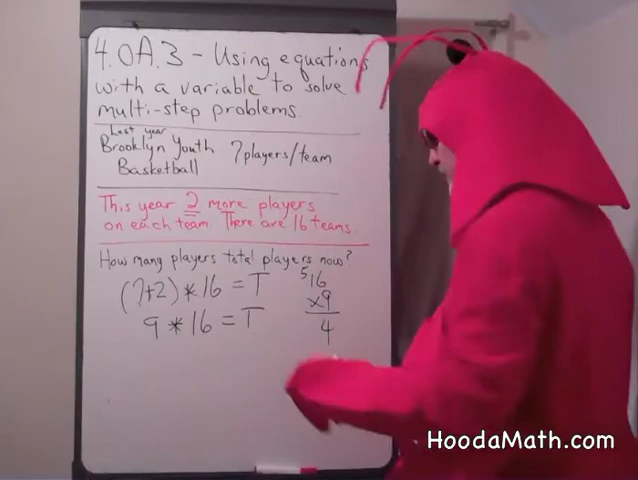 4.OA.3 - Using equations
with a variable to solve
multi-step problems.
Last year
Brooklyn Youth 7players/team
Basketball
This year 2 more players
on each team. There are 16 teams.
How many players total players now?
(7+2) * 16 = T
9 * 16 = T
5
16
x9
4
HoodaMath.com